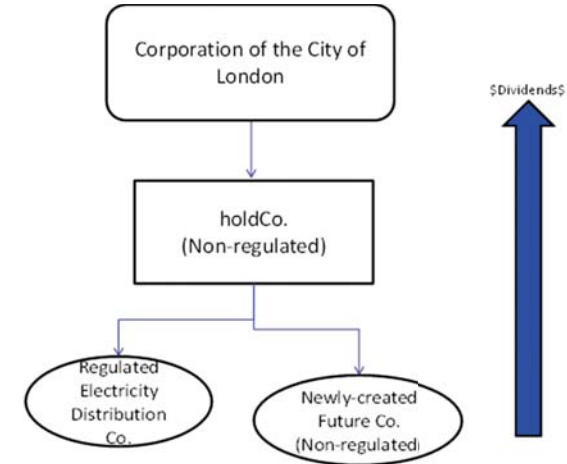 Corporation of the City of
London
$Dividends$
holdCo.
(Non-regulated)
Regulated
Electricity
Distribution
Co.
Newly-created
Future Co.
(Non-regulated)